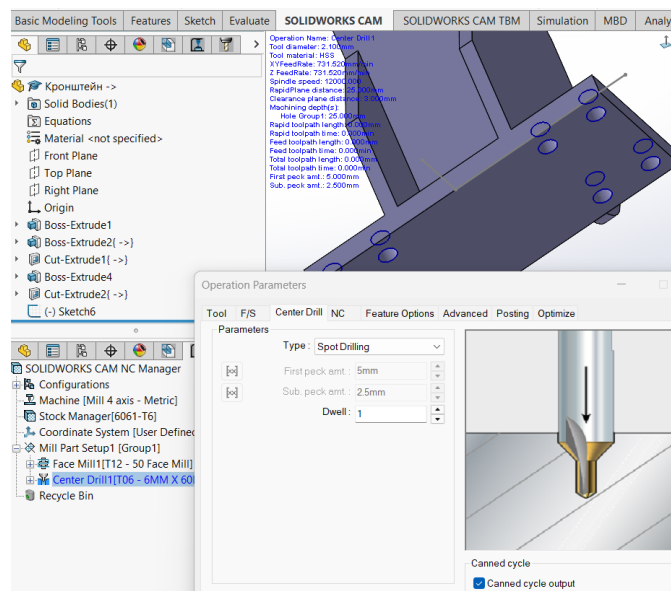 Basic Modeling Tools Features Sketch Evaluate SOLIDWORKS CAM SOLIDWORKS CAM TBM Simulation MBD Analy
Кронштейн ->
Solid Bodies(1)
Equations
Material <not specified>
Front Plane
Top Plane
Right Plane
Origin
Boss-Extrude1
Boss-Extrude2{ ->}
Cut-Extrude1{ ->}
Boss-Extrude4
Cut-Extrude2{ ->}
(-) Sketch6
Operation Name: Center Drill1
Tool diameter: 2.100mm
Tool material: HSS
XYFeedRate: 731.520mm/min
Z FeedRate: 731.520mm/min
Spindle speed: 12000.000
RapidPlane distance: 25.000mm
Clearance plane distance: 3.000mm
Machining depth(s):
Hole Group1: 25.000mm
Rapid toolpath length: 0.000mm
Rapid toolpath time: 0.000min
Feed toolpath length: 0.000mm
Feed toolpath time: 0.000min
Total toolpath length: 0.000mm
Total toolpath time: 0.000min
First peck amt.: 5.000mm
Sub. peck amt.: 2.500mm
SOLIDWORKS CAM NC Manager
Configurations
Machine [Mill 4 axis - Metric]
Stock Manager[6061-T6]
Coordinate System [User Defined
Mill Part Setup1 [Group1]
Face Mill1[T12 - 50 Face Mill]
Center Drill1[T06 - 6MM X 60
Recycle Bin
Operation Parameters
Tool F/S Center Drill NC Feature Options Advanced Posting Optimize
Parameters
Type : Spot Drilling
First peck amt. : 5mm
Sub. peck amt. : 2.5mm
Dwell : 1
Canned cycle
Canned cycle output